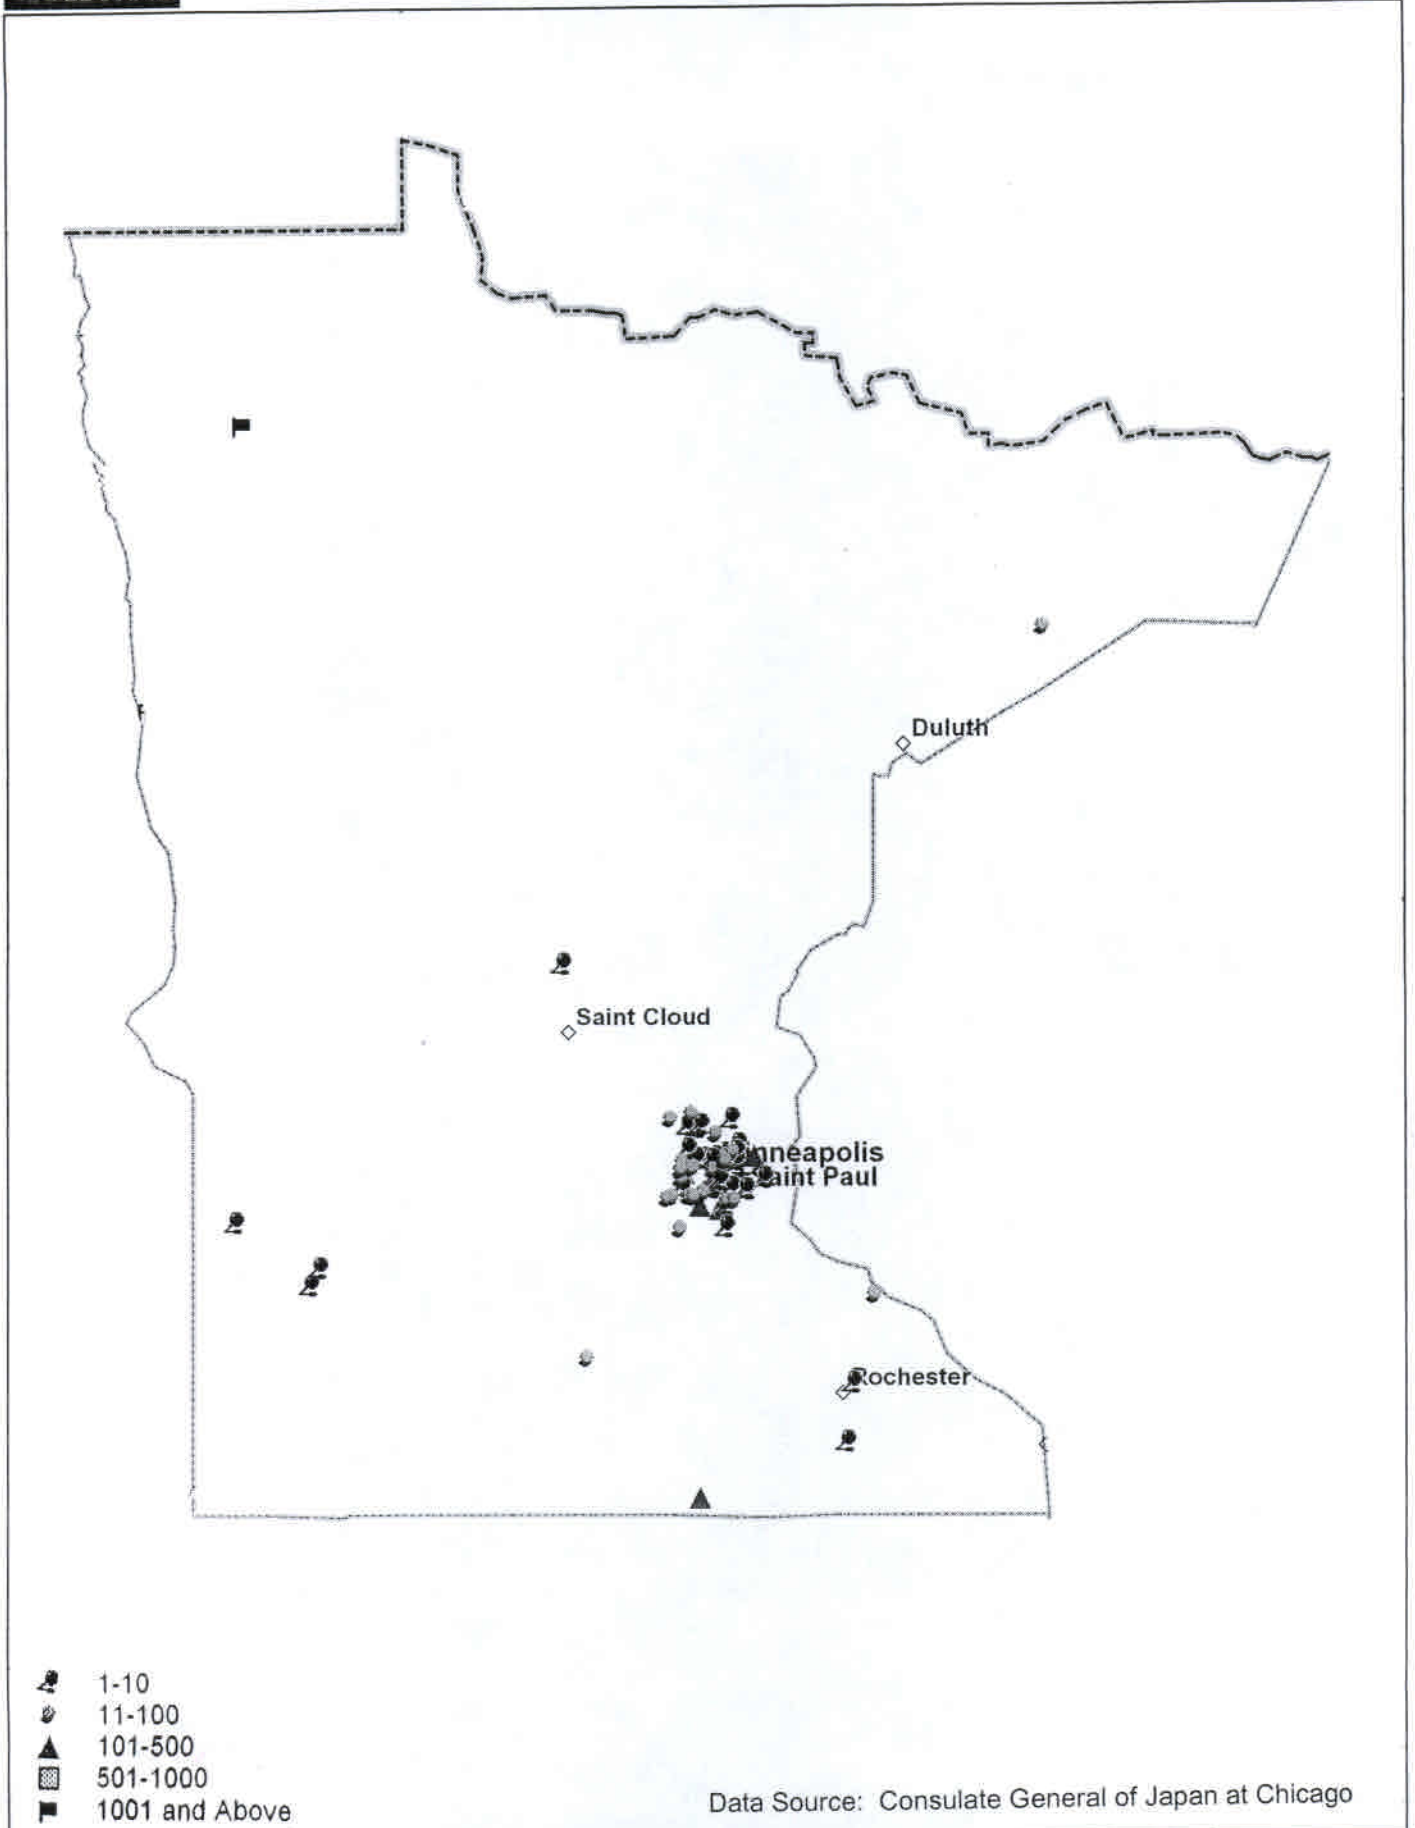 Duluth
Saint Cloud
nneapolis
aint Paul
Rochester
1-10
11-100
101-500
501-1000
1001 and Above
Data Source: Consulate General of Japan at Chicago